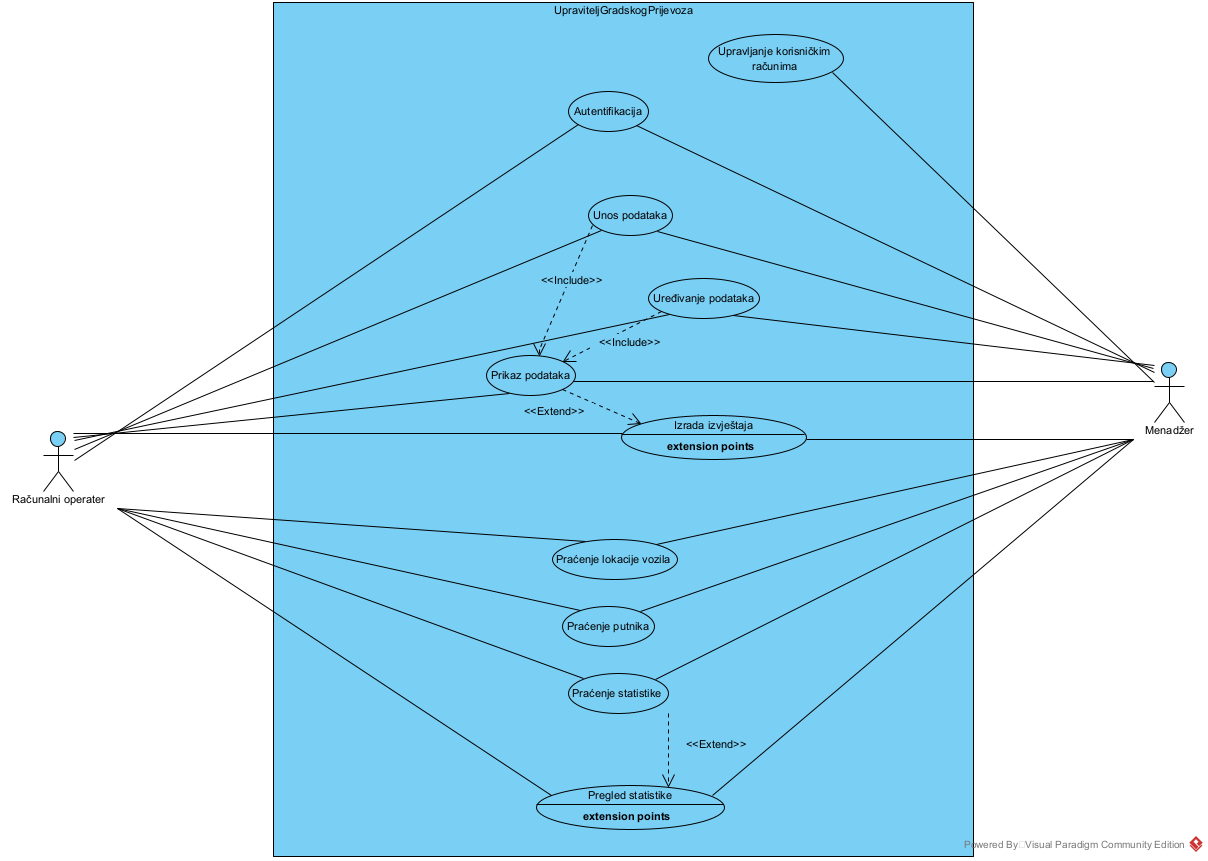 UpraviteljGradskogPrijevoza
Upravljanje korisničkim
računima
Autentifikacija
Unos podataka
<<Include>>
Uređivanje podataka
<<Include>>
Prikaz podataka
<<Extend>>
Izrada izvještaja
extension points
Menadžer
Računalni operater
Praćenje lokacije vozila
Praćenje putnika
Praćenje statistike
<<Extend>>
Pregled statistike
extension points
Powered By Visual Paradigm Community Edition